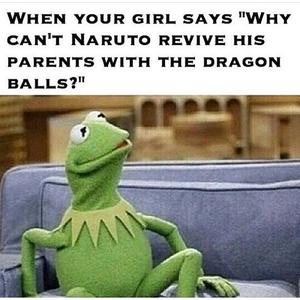 When your girl says "Why
can't Naruto revive his
parents with the dragon
balls?"